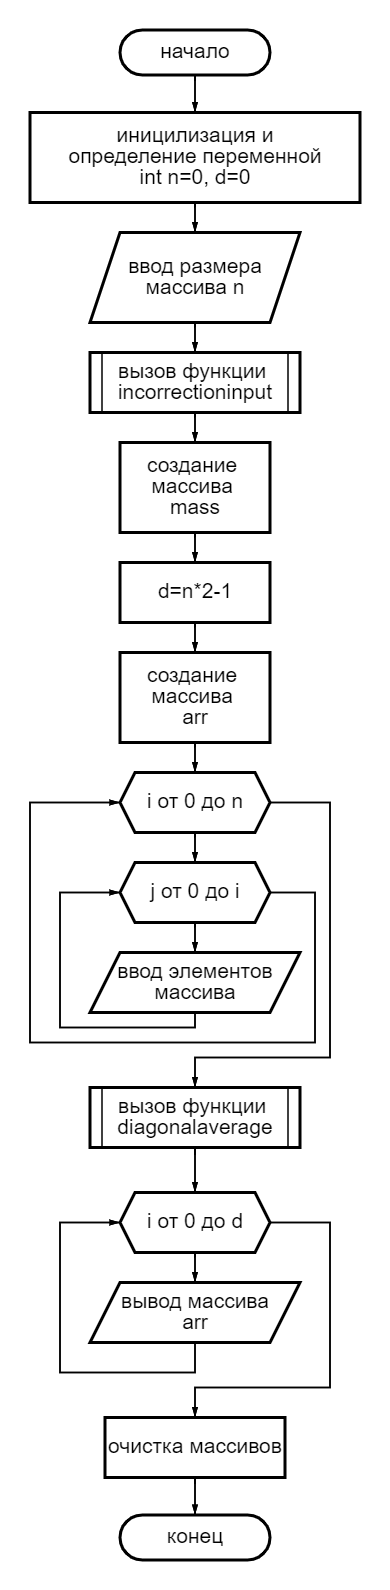 начало
иницилизация и
определение переменной
int n=0, d=0
ввод размера
массива n
вызов функции
incorrectioninput
создание
массива
mass
d=n*2-1
создание
массива
arr
i от 0 до n
j от 0 до i
ввод элементов
массива
вызов функции
diagonalaverage
i от 0 до d
вывод массива
arr
очистка массивов
конец